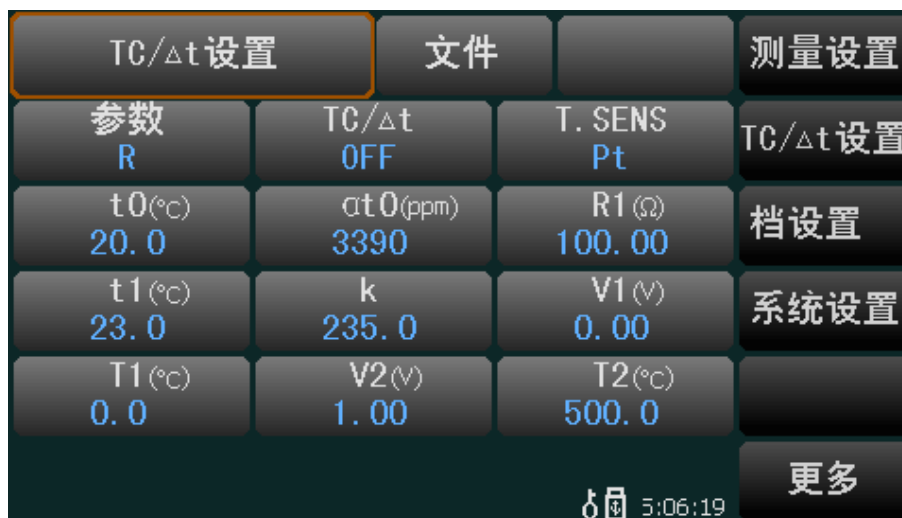 TC/△t设置 文件 测量设置
参数 TC/△t T.SENS TC/△t设置
R OFF Pt
t0(℃) αt0(ppm) R1(Ω) 档设置
20.0 3390 100.00
t1(℃) k V1(V) 系统设置
23.0 235.0 0.00
T1(℃) V2(V) T2(℃)
0.0 1.00 500.0
更多
5:06:19